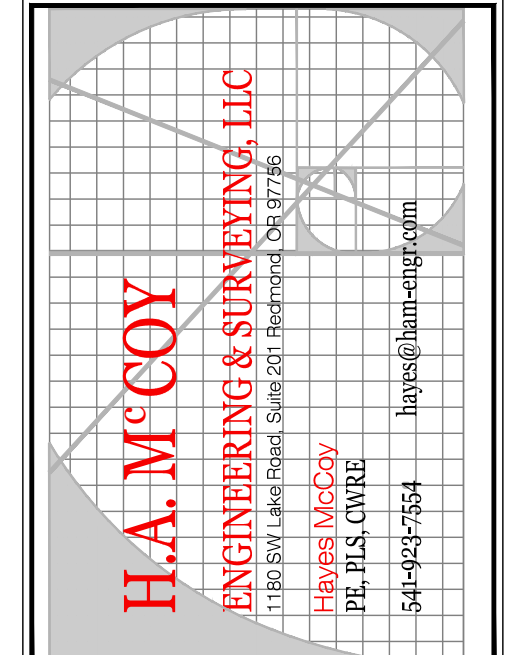 H.A. McCOY
ENGINEERING & SURVEYING, LLC
1180 SW Lake Road, Suite 201 Redmond, OR 97756
Hayes McCoy
PE, PLS, CWRE
541-923-7554 hayes@ham-engr.com